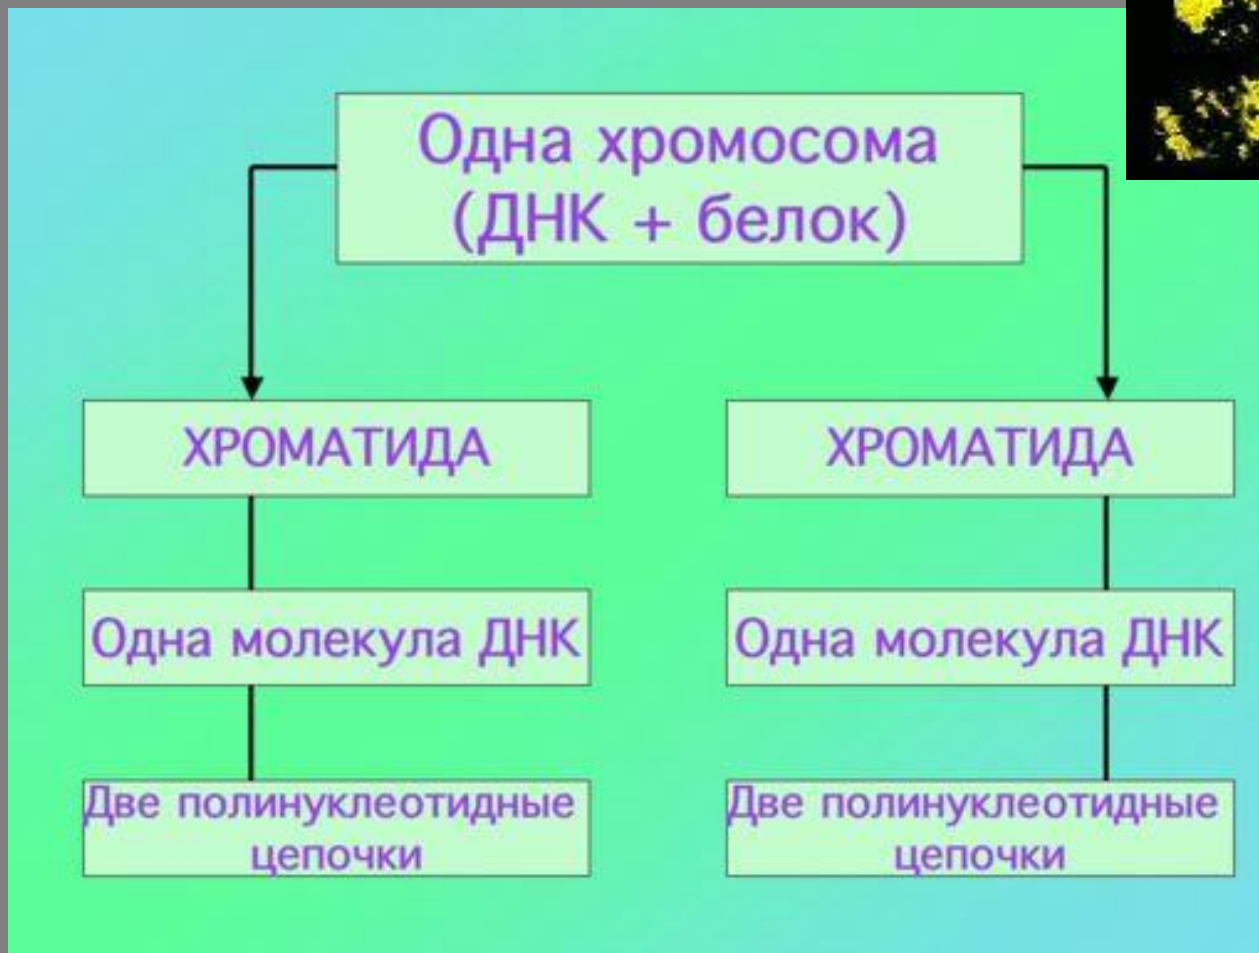 Одна хромосома
(ДНК + белок)
ХРОМАТИДА
ХРОМАТИДА
Одна молекула ДНК
Одна молекула ДНК
Две полинуклеотидные
цепочки
Две полинуклеотидные
цепочки